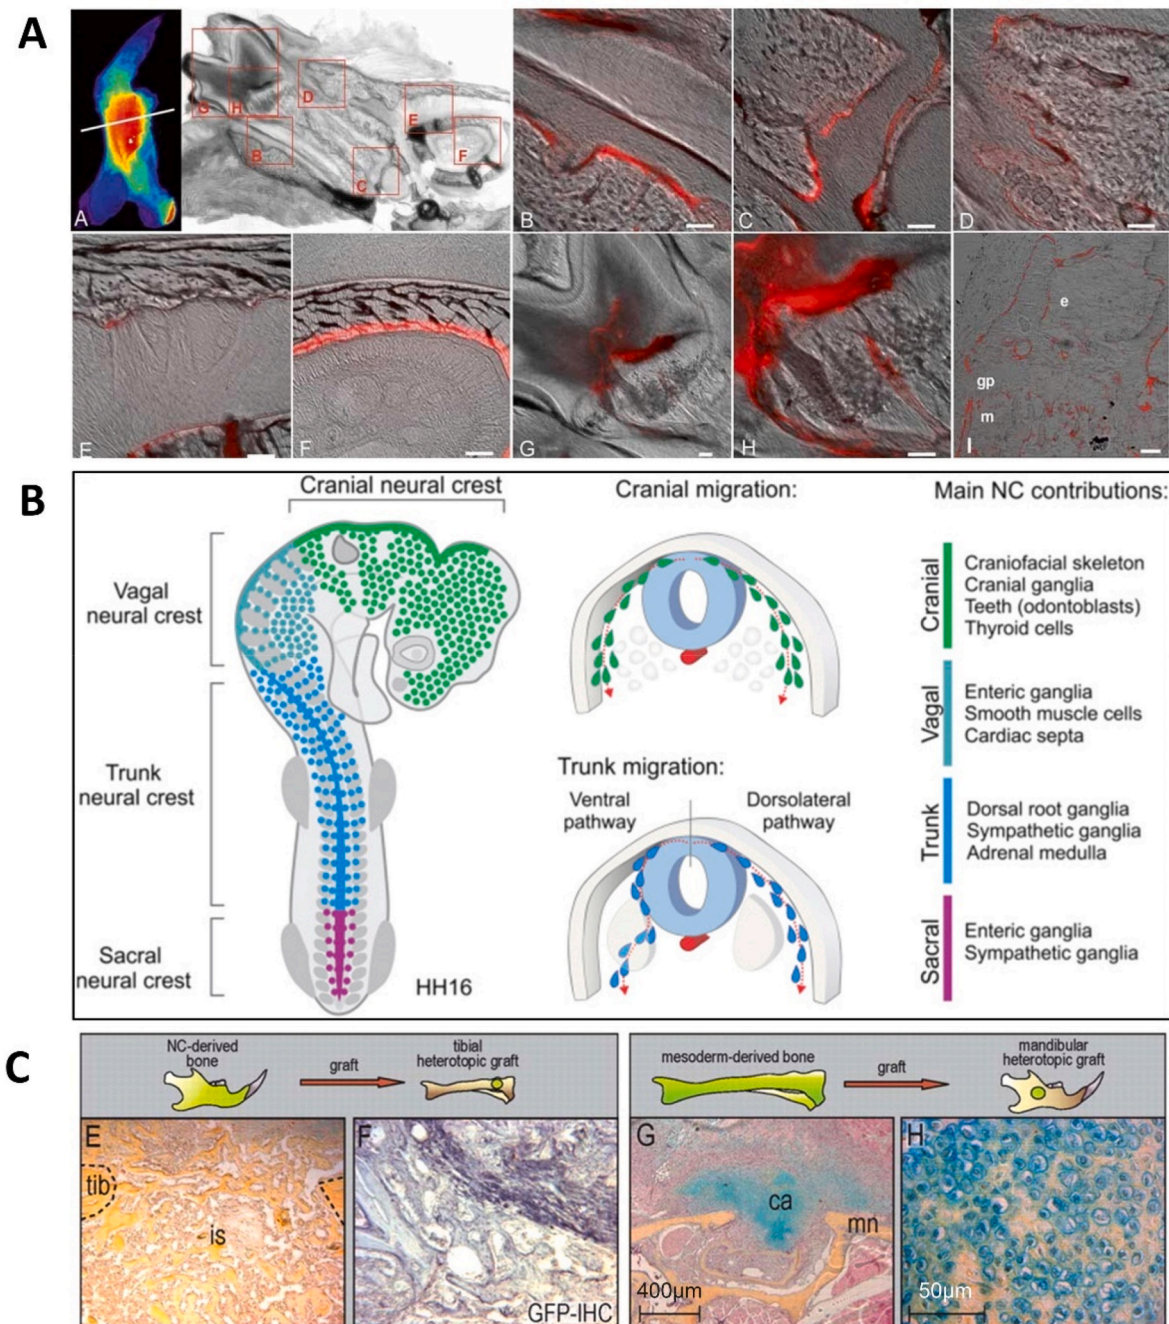 A
A
G
H
D
E
B
F
C
B
C
D
E
F
G
H
e
gp
m
I
B
Cranial neural crest
Vagal
neural crest
Trunk
neural crest
Sacral
neural crest
HH16
Cranial migration:
Trunk migration:
Ventral
pathway
Dorsolateral
pathway
Main NC contributions:
Cranial
Craniofacial skeleton
Cranial ganglia
Teeth (odontoblasts)
Thyroid cells
Vagal
Enteric ganglia
Smooth muscle cells
Cardiac septa
Trunk
Dorsal root ganglia
Sympathetic ganglia
Adrenal medulla
Sacral
Enteric ganglia
Sympathetic ganglia
C
NC-derived
bone
graft
tibial
heterotopic graft
mesoderm-derived bone
graft
mandibular
heterotopic graft
E
tib
is
F
GFP-IHC
G
ca
mn
400µm
H
50µm